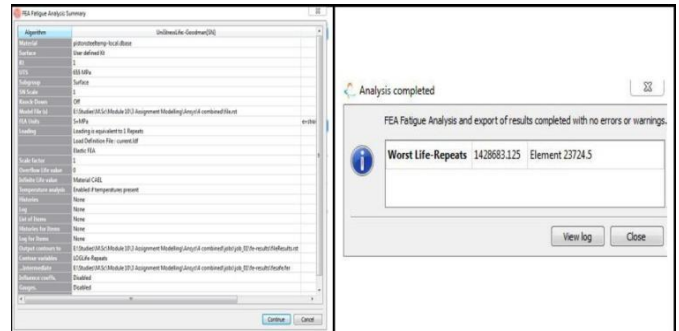 FEA Fatigue Analysis Summary
Algorithm UniStressLife:-Goodman[SN]
Material pistonsteeltemp-local.dbase
Surface User defined Kt
Kt 1
UTS 655 MPa
Subgroup Surface
SN Scale 1
Knock-Down Off
FEA Units S=MPa
Loading Loading is equivalent to 1 Repeats
Load Definition File: current.ldf
Elastic FEA
Scale factor 1
Overflow Life value 0
Infinite Life value Material CAEL
Temperature analysis Enabled if temperatures present
Histories None
Log None
List of Items None
Histories for Items None
Log for Items None
Output contours to
Contour variables LOGLife-Repeats
...Intermediate
Influence coeffs. Disabled
Gauges. Disabled
Continue Cancel
Analysis completed
FEA Fatigue Analysis and export of results completed with no errors or warnings.
Worst Life-Repeats 1428683.125 Element 23724.5
View log Close